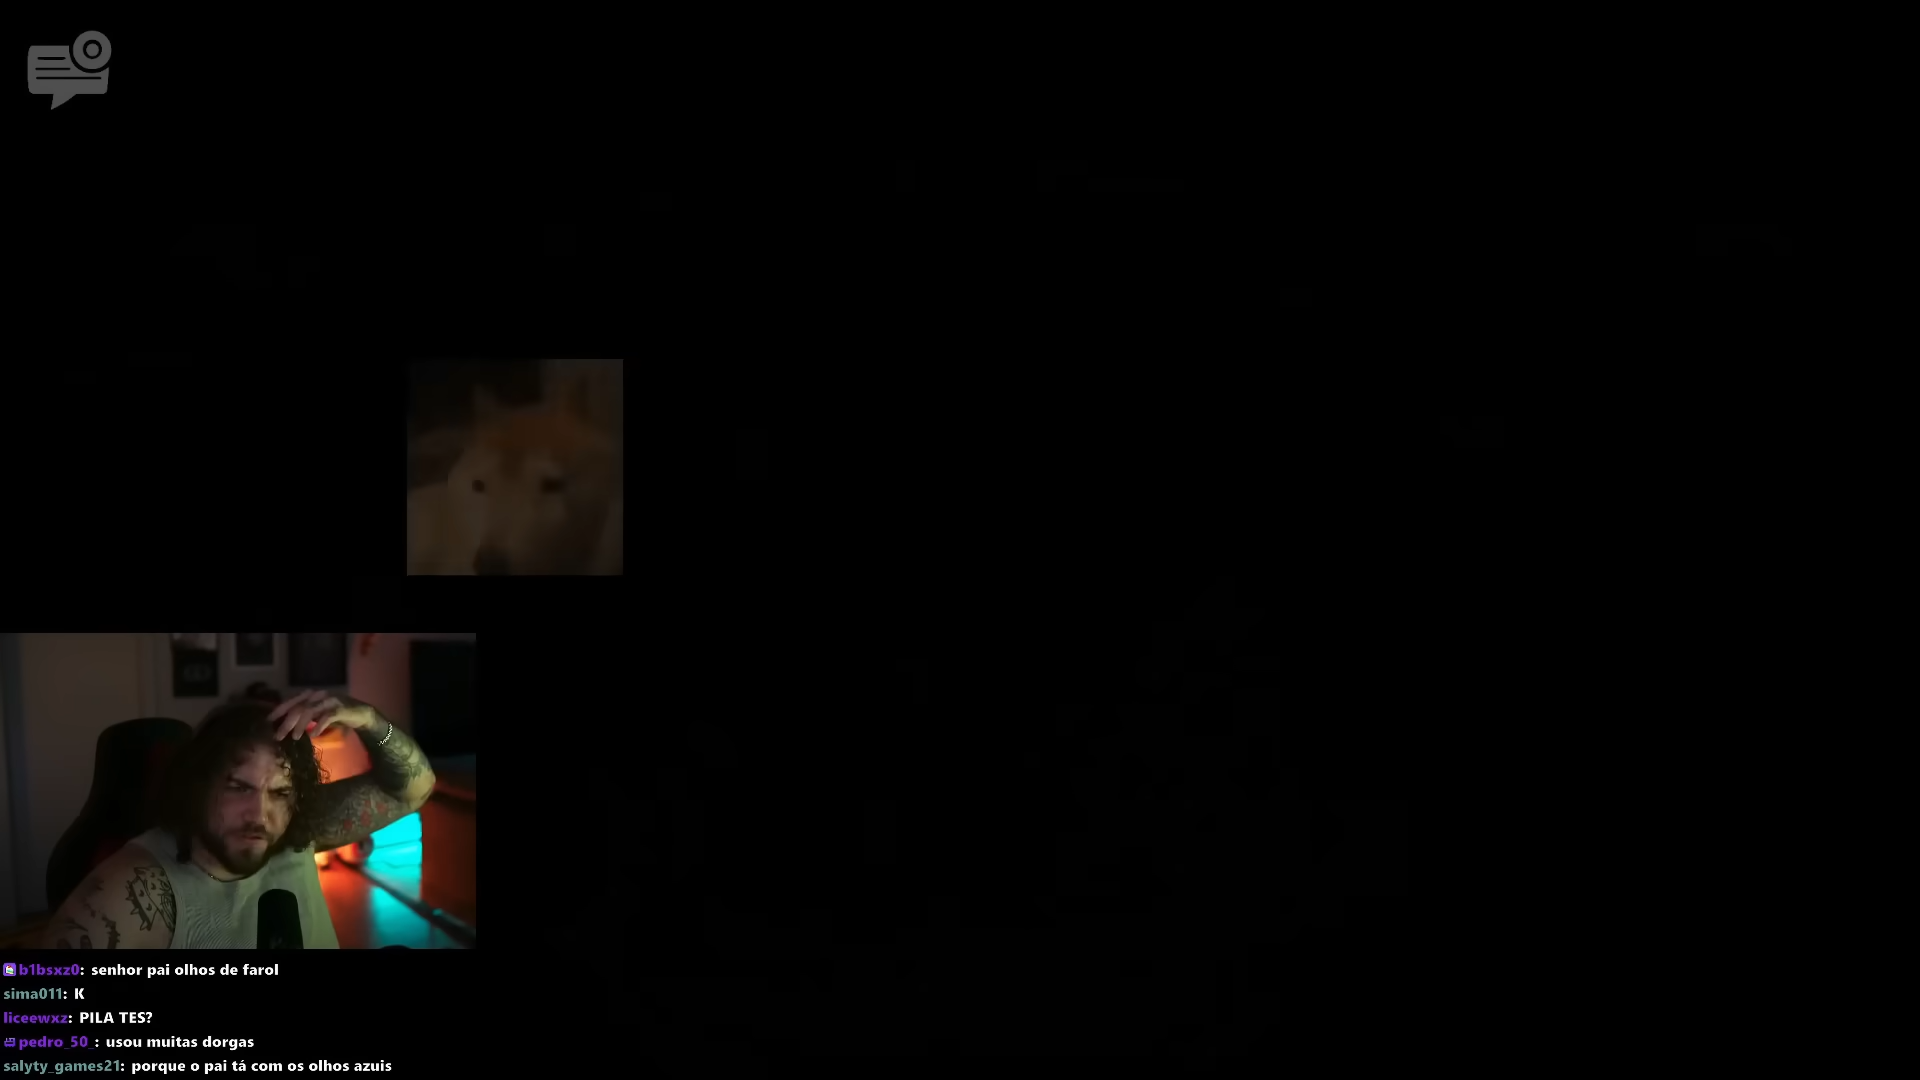 b1bsxz0: senhor pai olhos de farol
sima011: K
liceewxz: PILA TES?
pedro_50_: usou muitas dorgas
salyty_games21: porque o pai tá com os olhos azuis